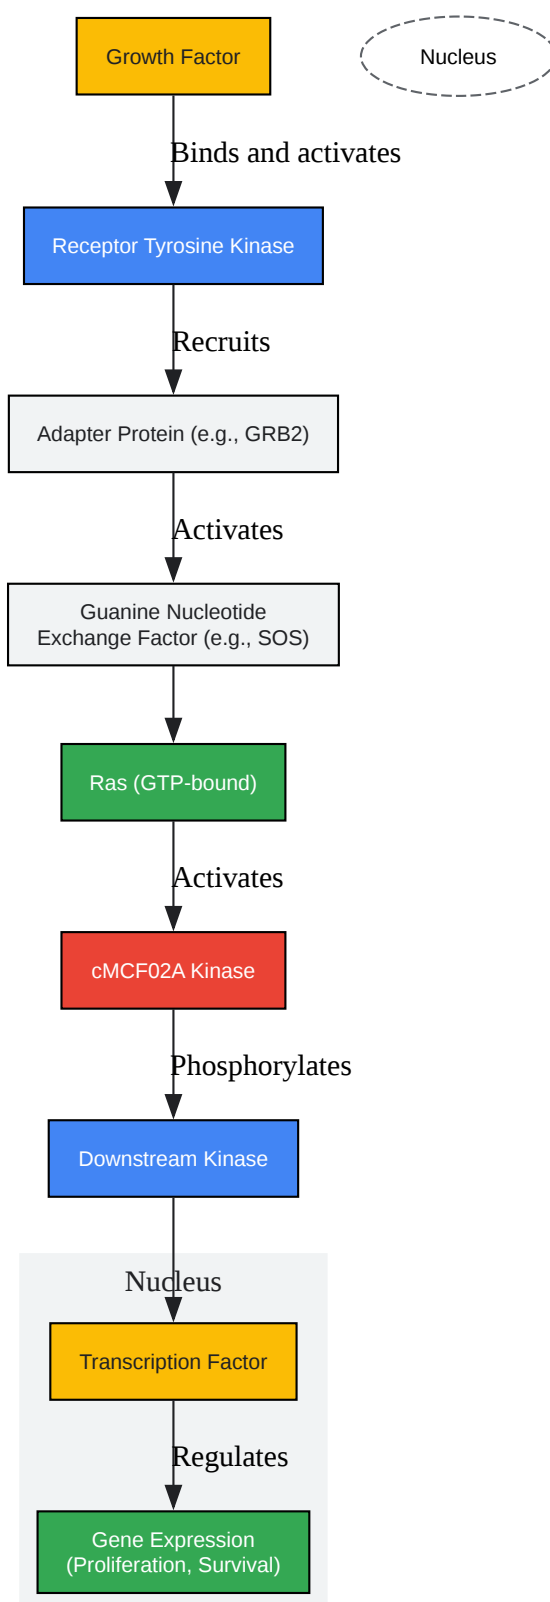 Growth Factor
Nucleus
Binds and activates
Receptor Tyrosine Kinase
Recruits
Adapter Protein (e.g., GRB2)
Activates
Guanine Nucleotide
Exchange Factor (e.g., SOS)
Ras (GTP-bound)
Activates
cMCF02A Kinase
Phosphorylates
Downstream Kinase
Nucleus
Transcription Factor
Regulates
Gene Expression
(Proliferation, Survival)